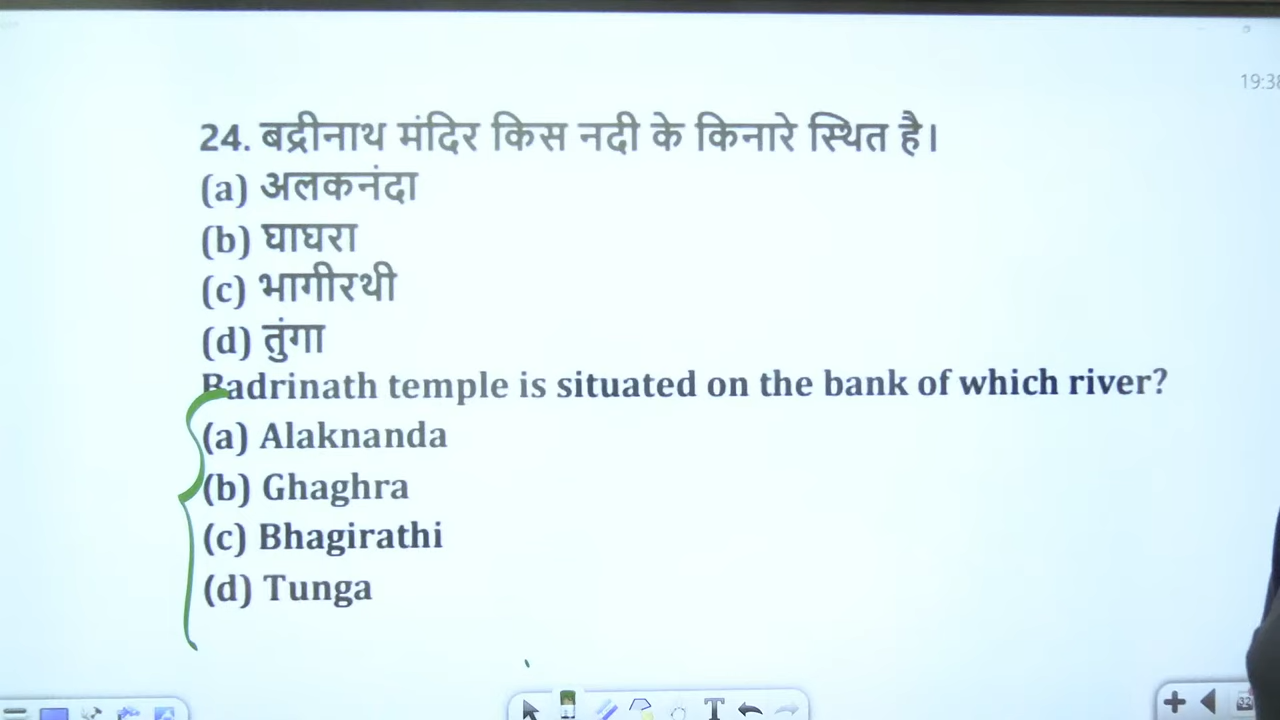 19:38
24. बद्रीनाथ मंदिर किस नदी के किनारे स्थित है।
(a) अलकनंदा
(b) घाघरा
(c) भागीरथी
(d) तुंगा
Badrinath temple is situated on the bank of which river?
(a) Alaknanda
(b) Ghaghra
(c) Bhagirathi
(d) Tunga